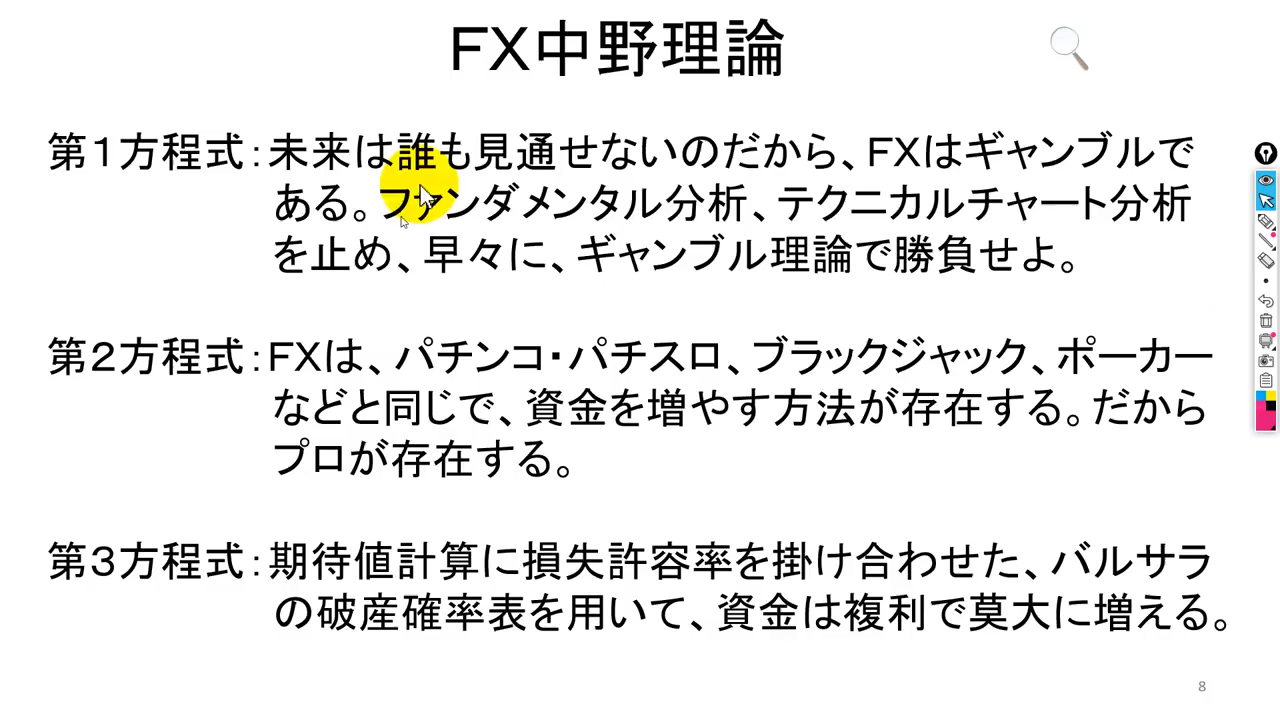 FX中野理論
第1方程式:未来は誰も見通せないのだから、FXはギャンブルで
ある。ファンダメンタル分析、テクニカルチャート分析
を止め、早々に、ギャンブル理論で勝負せよ。
第2方程式:FXは、パチンコ・パチスロ、ブラックジャック、ポーカー
などと同じで、資金を増やす方法が存在する。だから
プロが存在する。
第3方程式:期待値計算に損失許容率を掛け合わせた、バルサラ
の破産確率表を用いて、資金は複利で莫大に増える。
8